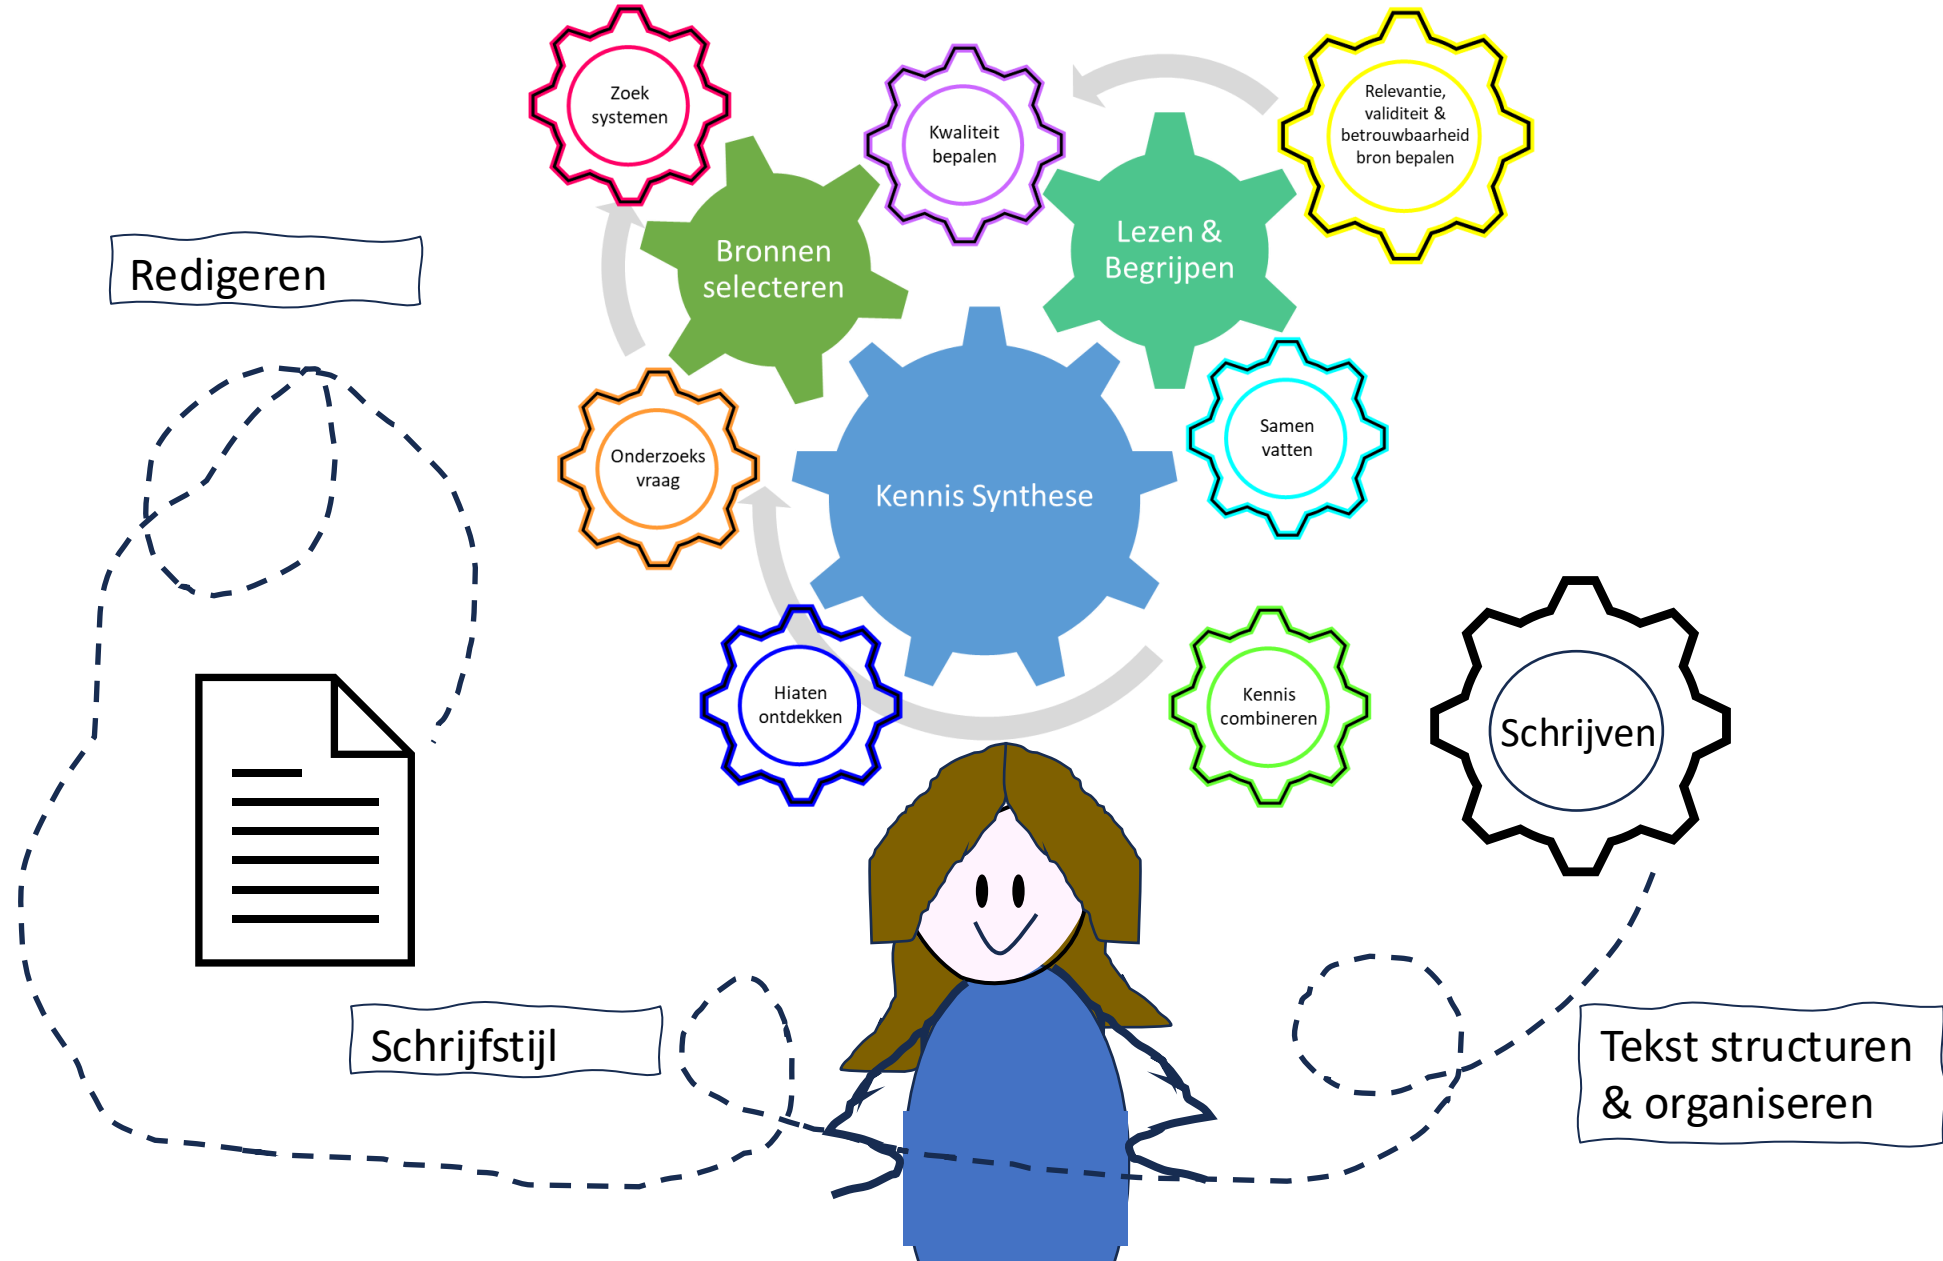 Zoek
systemen
Kwaliteit
bepalen
Relevantie,
validiteit &
betrouwbaarheid
bron bepalen
Bronnen
selecteren
Lezen &
Begrijpen
Redigeren
Onderzoeks
vraag
Kennis Synthese
Samen
vatten
Hiaten
ontdekken
Kennis
combineren
Schrijven
Schrijfstijl
Tekst structuren
& organiseren